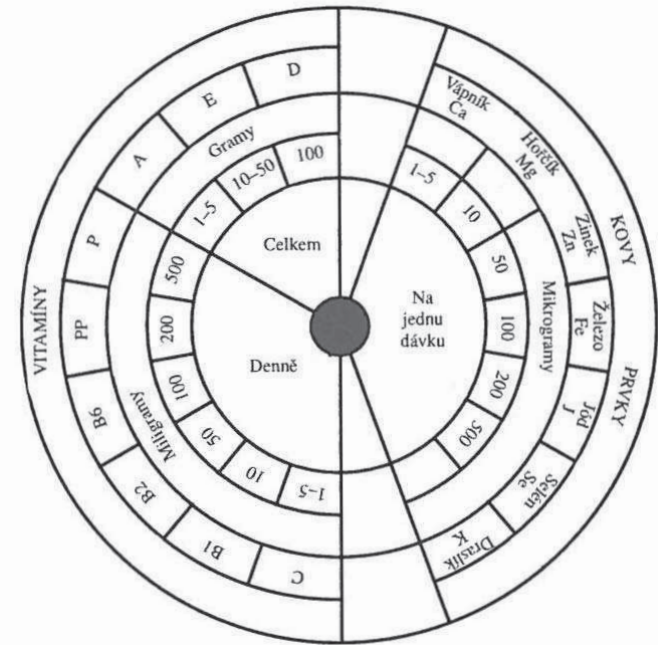 VITAMÍNY
D
E
A
P
PP
B6
B2
B1
C
Gramy
100
10–50
1–5
Miligramy
500
200
100
50
10
1–5
Celkem
Denně
Na
jednu
dávku
1–5
10
50
100
200
500
Mikrogramy
Vápník
Ca
Hořčík
Mg
Zinek
Zn
Železo
Fe
Jód
J
Selén
Se
Draslík
K
KOVY
PRVKY